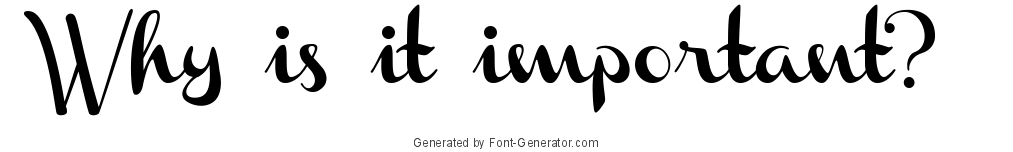 Why is it important?
Generated by Font-Generator.com